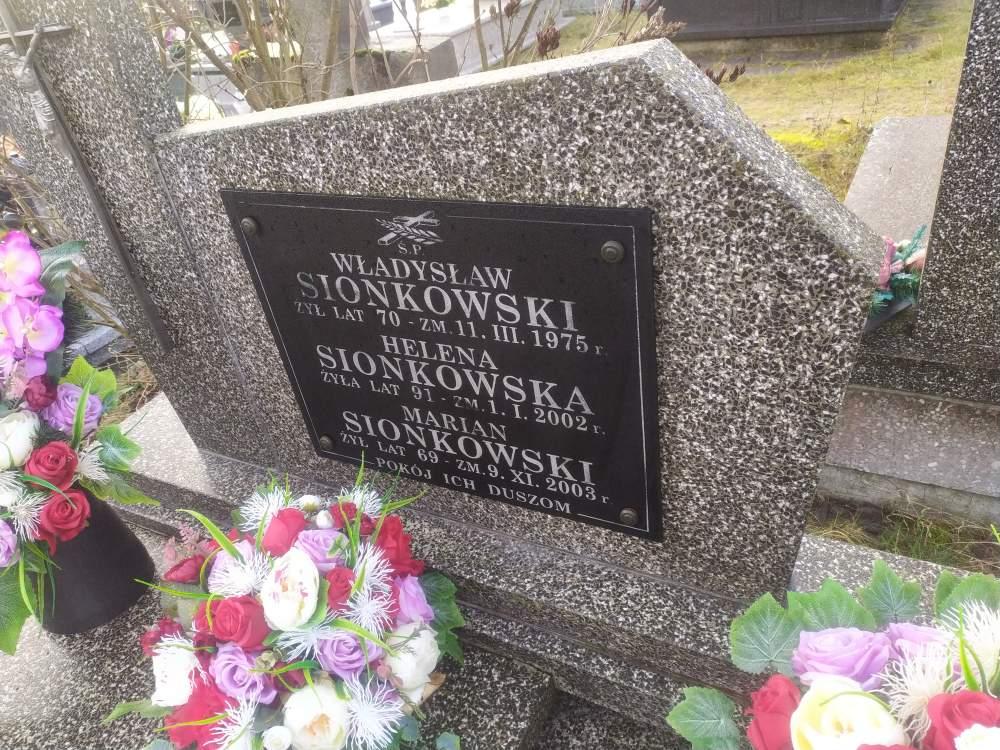 Ś.P.
WŁADYSŁAW
SIONKOWSKI
ŻYŁ LAT 70 - ZM. 11. III. 1975 r.
HELENA
SIONKOWSKA
ŻYŁA LAT 91 - ZM. 1. I. 2002 r.
MARIAN
SIONKOWSKI
ŻYŁ LAT 69 - ZM. 9. XI. 2003 r
POKÓJ ICH DUSZOM